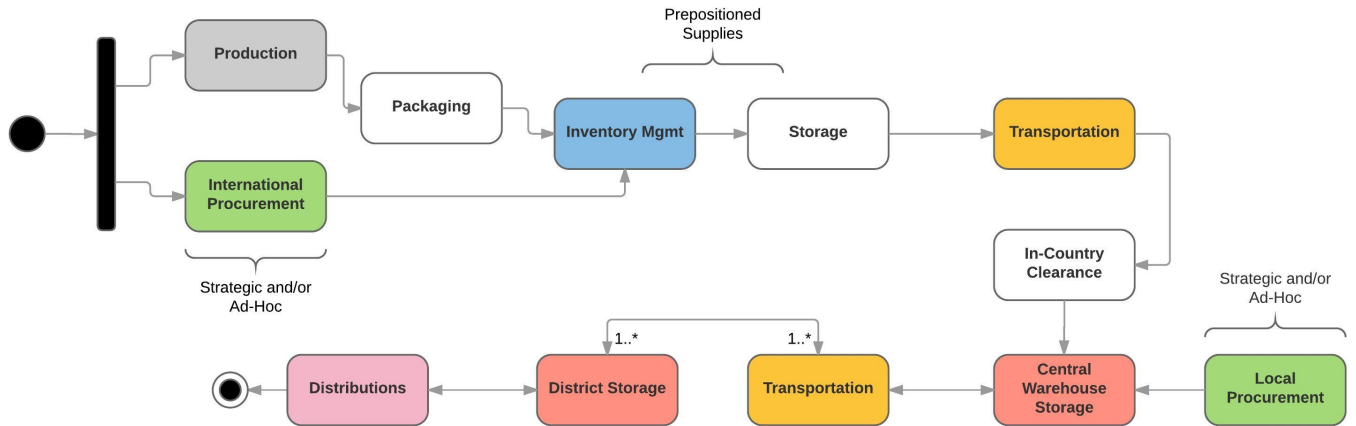 Prepositioned
Supplies
Production
Packaging
Inventory Mgmt
Storage
Transportation
International
Procurement
Strategic and/or
Ad-Hoc
In-Country
Clearance
Strategic and/or
Ad-Hoc
1..*
1..*
Distributions
District Storage
Transportation
Central
Warehouse
Storage
Local
Procurement